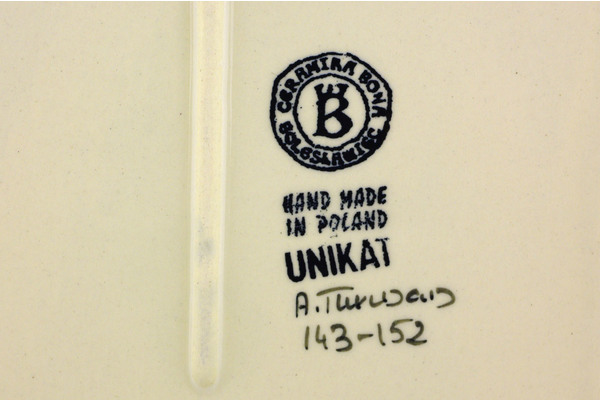 CERAMIKA BONA
BOLESŁAWIEC
B
HAND MADE
IN POLAND
UNIKAT
A.
143-152